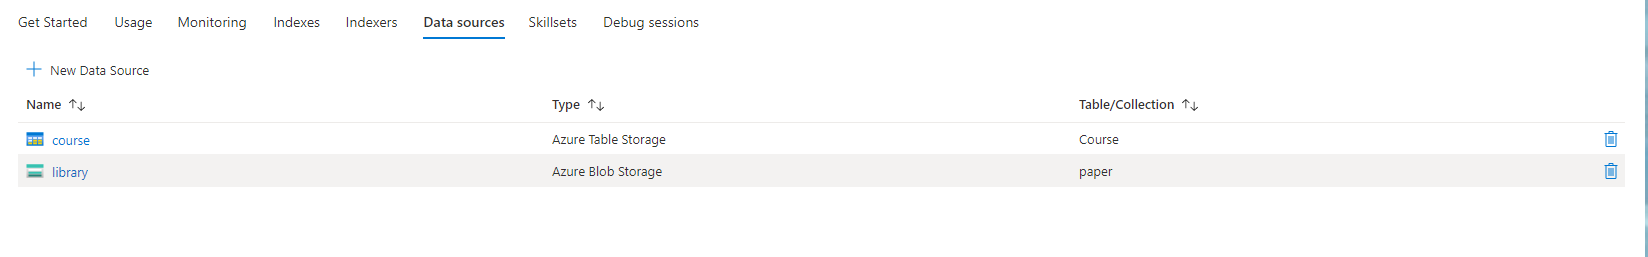 Get Started Usage Monitoring Indexes Indexers Data sources Skillsets Debug sessions
New Data Source
Name Type Table/Collection
course Azure Table Storage Course
library Azure Blob Storage paper